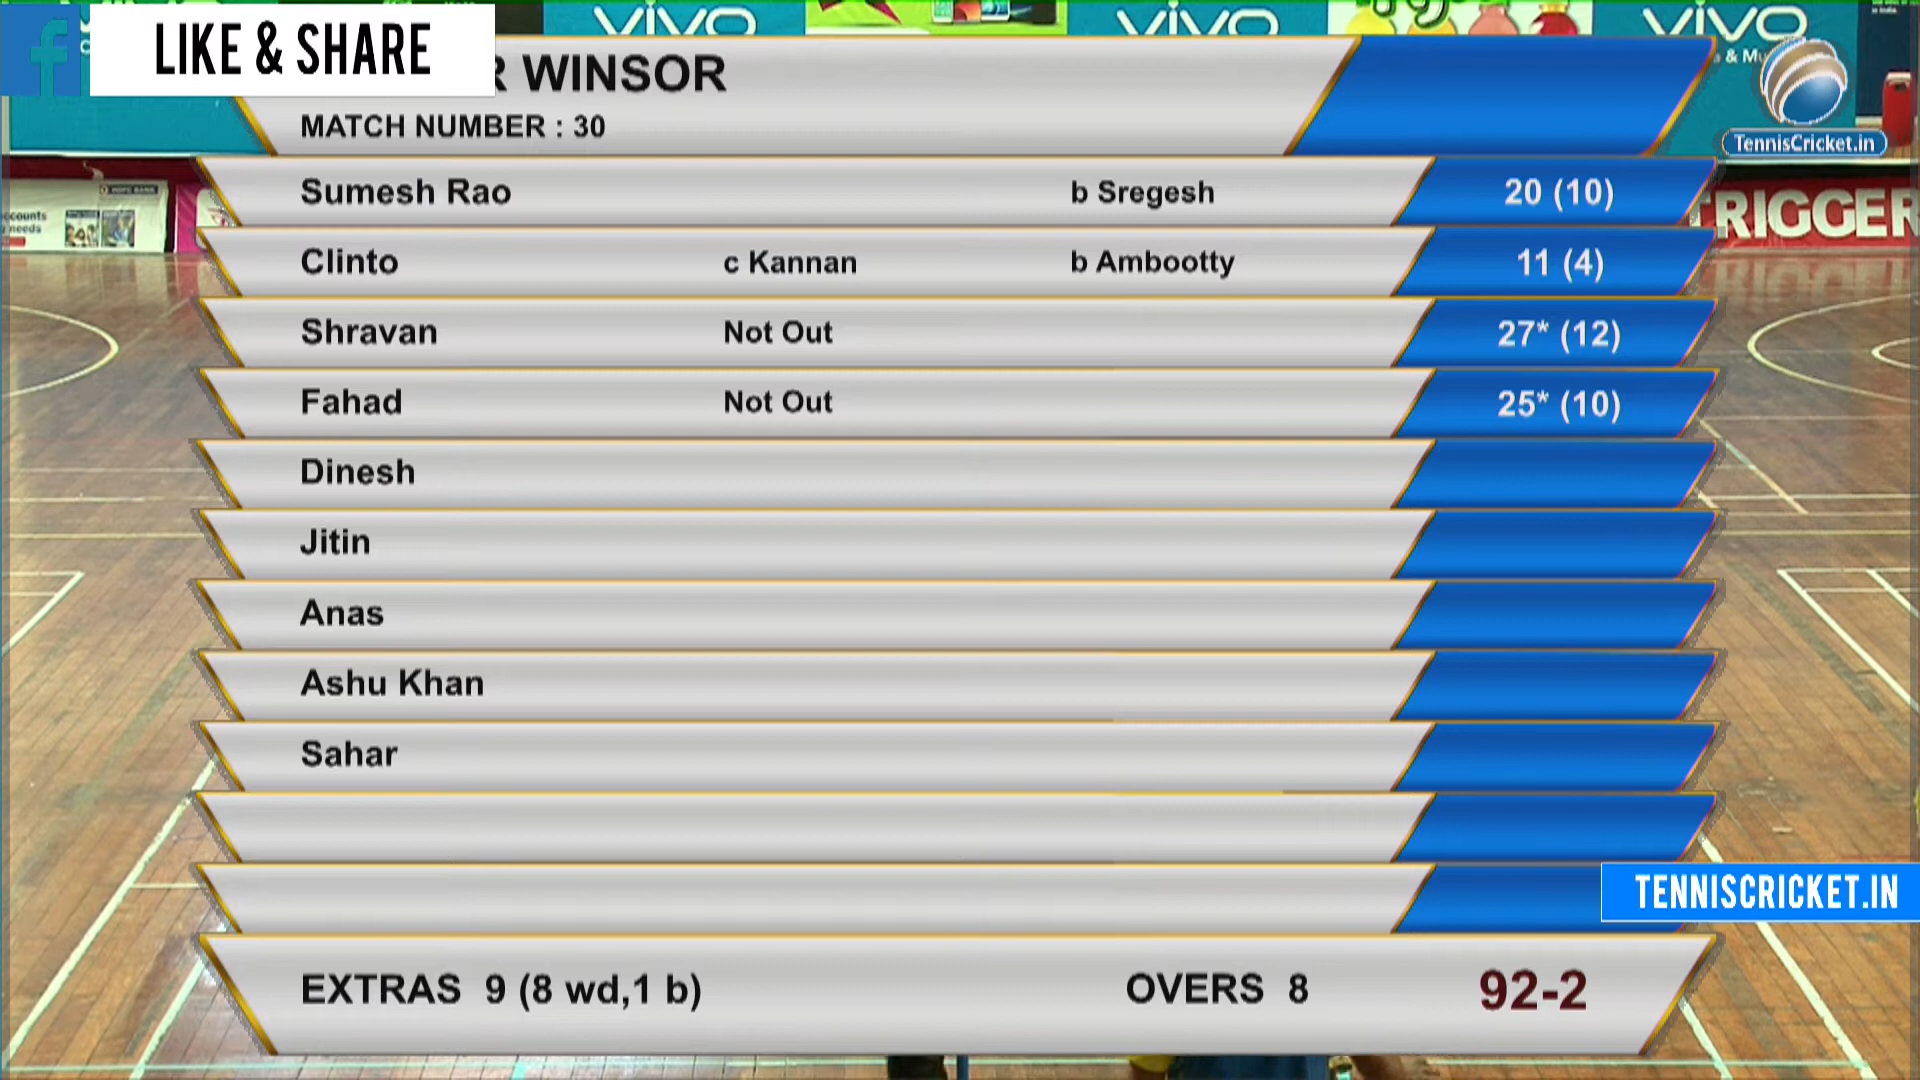 vivo vivo vivo
LIKE & SHARE
WINSOR
MATCH NUMBER : 30
TennisCricket.in
Sumesh Rao b Sregesh 20 (10)
Clinto c Kannan b Ambootty 11 (4)
Shravan Not Out 27* (12)
Fahad Not Out 25* (10)
Dinesh
Jitin
Anas
Ashu Khan
Sahar
HDFC BANK
TRIGGER
TENNISCRICKET.IN
EXTRAS 9 (8 wd,1 b) OVERS 8 92-2